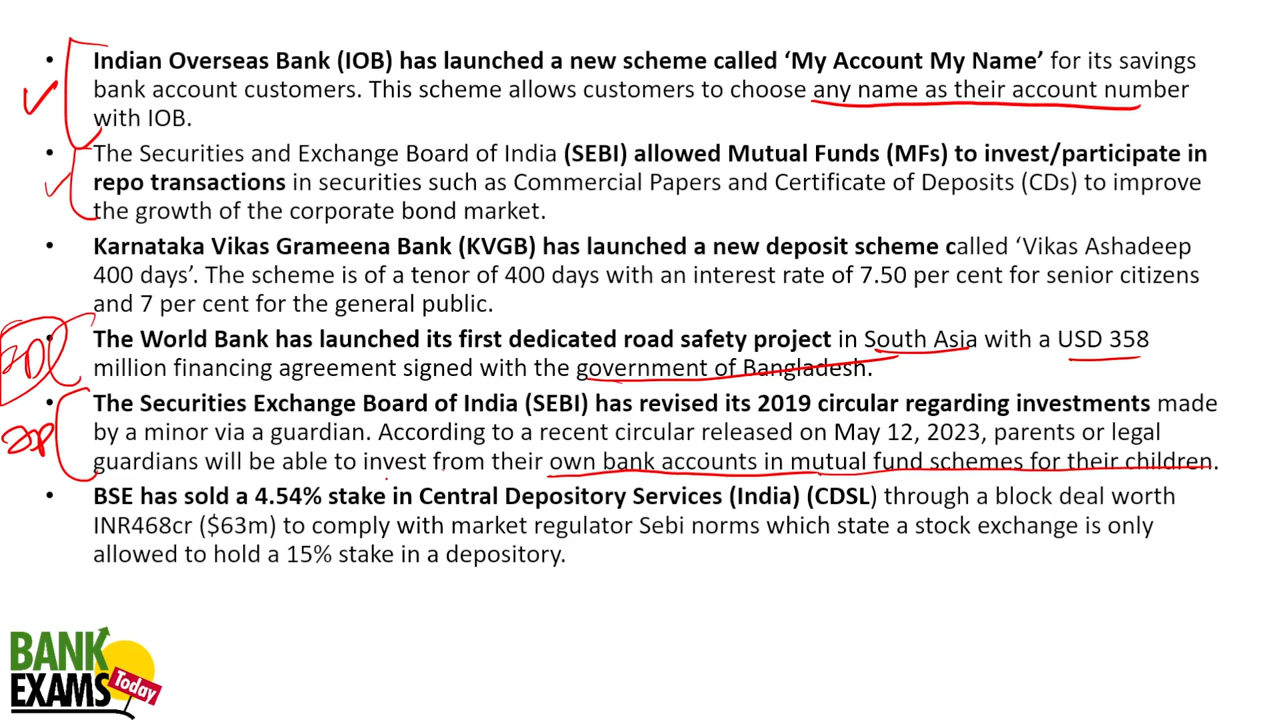 • Indian Overseas Bank (IOB) has launched a new scheme called ‘My Account My Name’ for its savings
bank account customers. This scheme allows customers to choose any name as their account number
with IOB.
• The Securities and Exchange Board of India (SEBI) allowed Mutual Funds (MFs) to invest/participate in
repo transactions in securities such as Commercial Papers and Certificate of Deposits (CDs) to improve
the growth of the corporate bond market.
• Karnataka Vikas Grameena Bank (KVGB) has launched a new deposit scheme called ‘Vikas Ashadeep
400 days’. The scheme is of a tenor of 400 days with an interest rate of 7.50 per cent for senior citizens
and 7 per cent for the general public.
• The World Bank has launched its first dedicated road safety project in South Asia with a USD 358
million financing agreement signed with the government of Bangladesh.
• The Securities Exchange Board of India (SEBI) has revised its 2019 circular regarding investments made
by a minor via a guardian. According to a recent circular released on May 12, 2023, parents or legal
guardians will be able to invest from their own bank accounts in mutual fund schemes for their children.
• BSE has sold a 4.54% stake in Central Depository Services (India) (CDSL) through a block deal worth
INR468cr ($63m) to comply with market regulator Sebi norms which state a stock exchange is only
allowed to hold a 15% stake in a depository.
BANK
EXAMS
Today